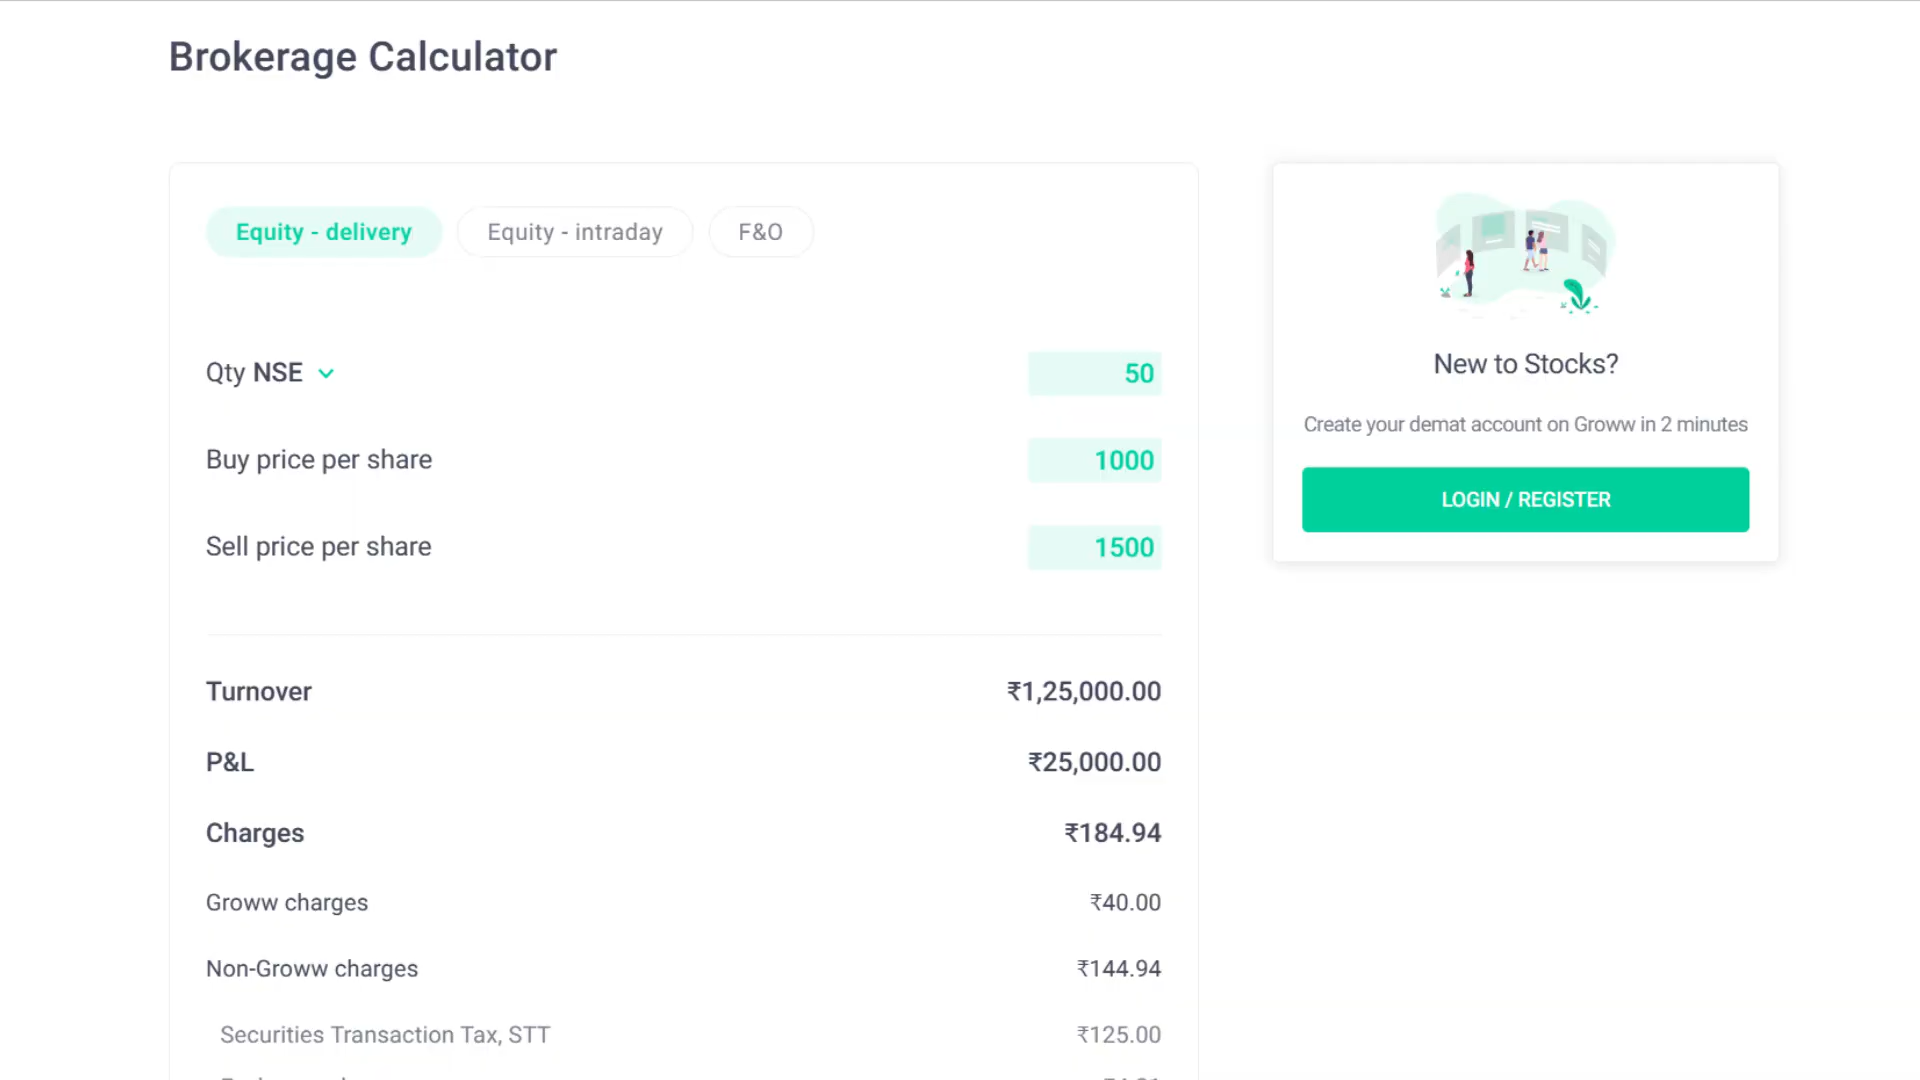 Brokerage Calculator
Equity - delivery
Equity - intraday
F&O
Qty NSE
50
Buy price per share
1000
Sell price per share
1500
Turnover
₹1,25,000.00
P&L
₹25,000.00
Charges
₹184.94
Groww charges
₹40.00
Non-Groww charges
₹144.94
Securities Transaction Tax, STT
₹125.00
New to Stocks?
Create your demat account on Groww in 2 minutes
LOGIN / REGISTER